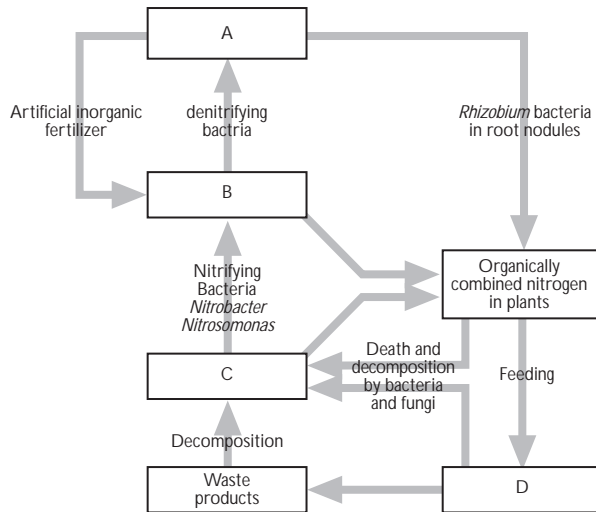 A
Artificial inorganic
fertilizer
denitrifying
bactria
Rhizobium bacteria
in root nodules
B
Nitrifying
Bacteria
Nitrobacter
Nitrosomonas
Organically
combined nitrogen
in plants
C
Death and
decomposition
by bacteria
and fungi
Feeding
Decomposition
Waste
products
D